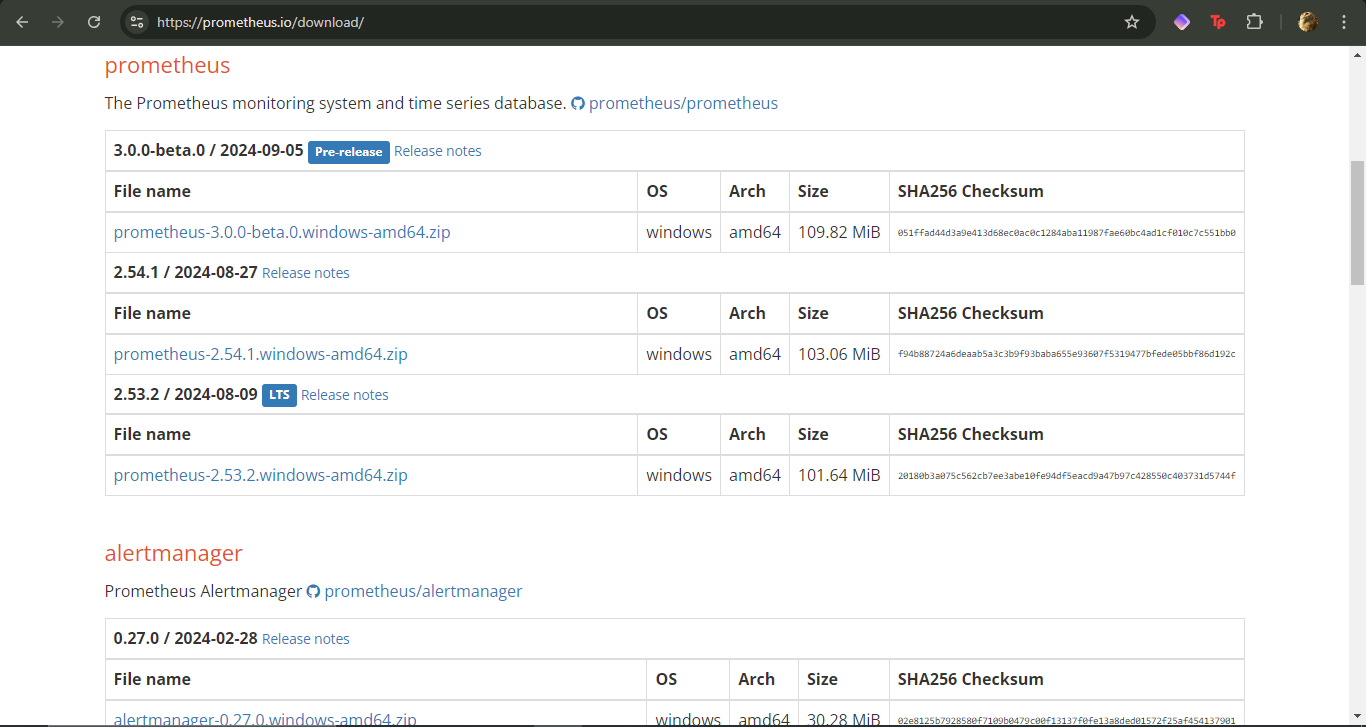 https://prometheus.io/download/
Tp
prometheus
The Prometheus monitoring system and time series database. prometheus/prometheus
3.0.0-beta.0 / 2024-09-05 Pre-release Release notes
File name OS Arch Size SHA256 Checksum
prometheus-3.0.0-beta.0.windows-amd64.zip windows amd64 109.82 MiB 051ffad44d3a9e413d68ec0ac0c1284aba11987fae60bc4ad1cf010c7c551bb0
2.54.1 / 2024-08-27 Release notes
File name OS Arch Size SHA256 Checksum
prometheus-2.54.1.windows-amd64.zip windows amd64 103.06 MiB f94b88724a6deaab5a3c3b9f93baba655e93607f5319477bfede05bbf86d192c
2.53.2 / 2024-08-09 LTS Release notes
File name OS Arch Size SHA256 Checksum
prometheus-2.53.2.windows-amd64.zip windows amd64 101.64 MiB 20180b3a075c562cb7ee3abe10fe94df5eacd9a47b97c428550c403731d5744f
alertmanager
Prometheus Alertmanager prometheus/alertmanager
0.27.0 / 2024-02-28 Release notes
File name OS Arch Size SHA256 Checksum
alertmanager-0.27.0.windows-amd64.zip windows amd64 30.28 MiB 02e8125b7928580f7109b0479c00f13137f0fe13a8ded01572f25af454137901